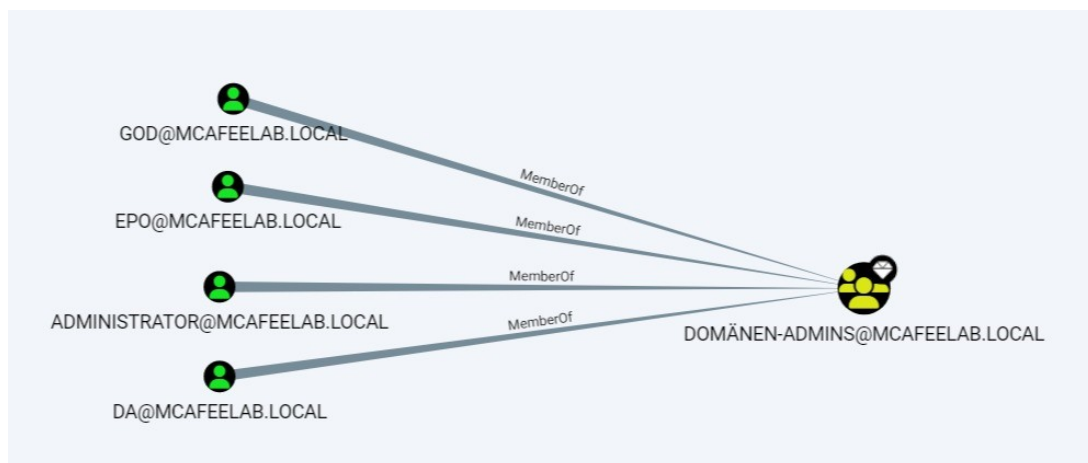 GOD@MCAFEELAB.LOCAL
MemberOf
EPO@MCAFEELAB.LOCAL
MemberOf
MemberOf
ADMINISTRATOR@MCAFEELAB.LOCAL
DOMÄNEN-ADMINS@MCAFEELAB.LOCAL
MemberOf
DA@MCAFEELAB.LOCAL